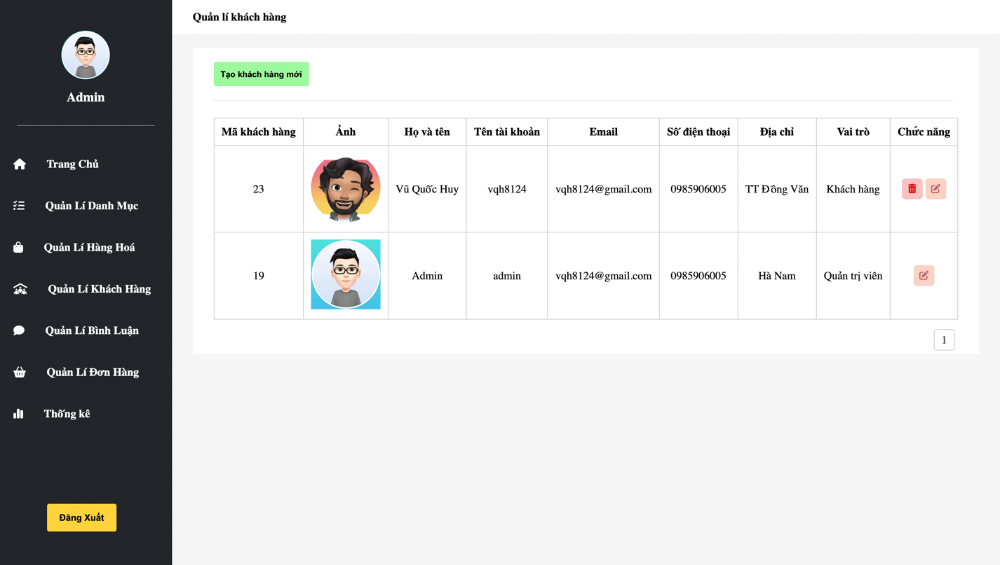 Admin
Trang Chủ
Quản Lí Danh Mục
Quản Lí Hàng Hoá
Quản Lí Khách Hàng
Quản Lí Bình Luận
Quản Lí Đơn Hàng
Thống kê
Đăng Xuất
Quản lí khách hàng
Tạo khách hàng mới
Mã khách hàng Ảnh Họ và tên Tên tài khoản Email Số điện thoại Địa chỉ Vai trò Chức năng
23 Vũ Quốc Huy vqh8124 vqh8124@gmail.com 0985906005 TT Đồng Văn Khách hàng
19 Admin admin vqh8124@gmail.com 0985906005 Hà Nam Quản trị viên
1